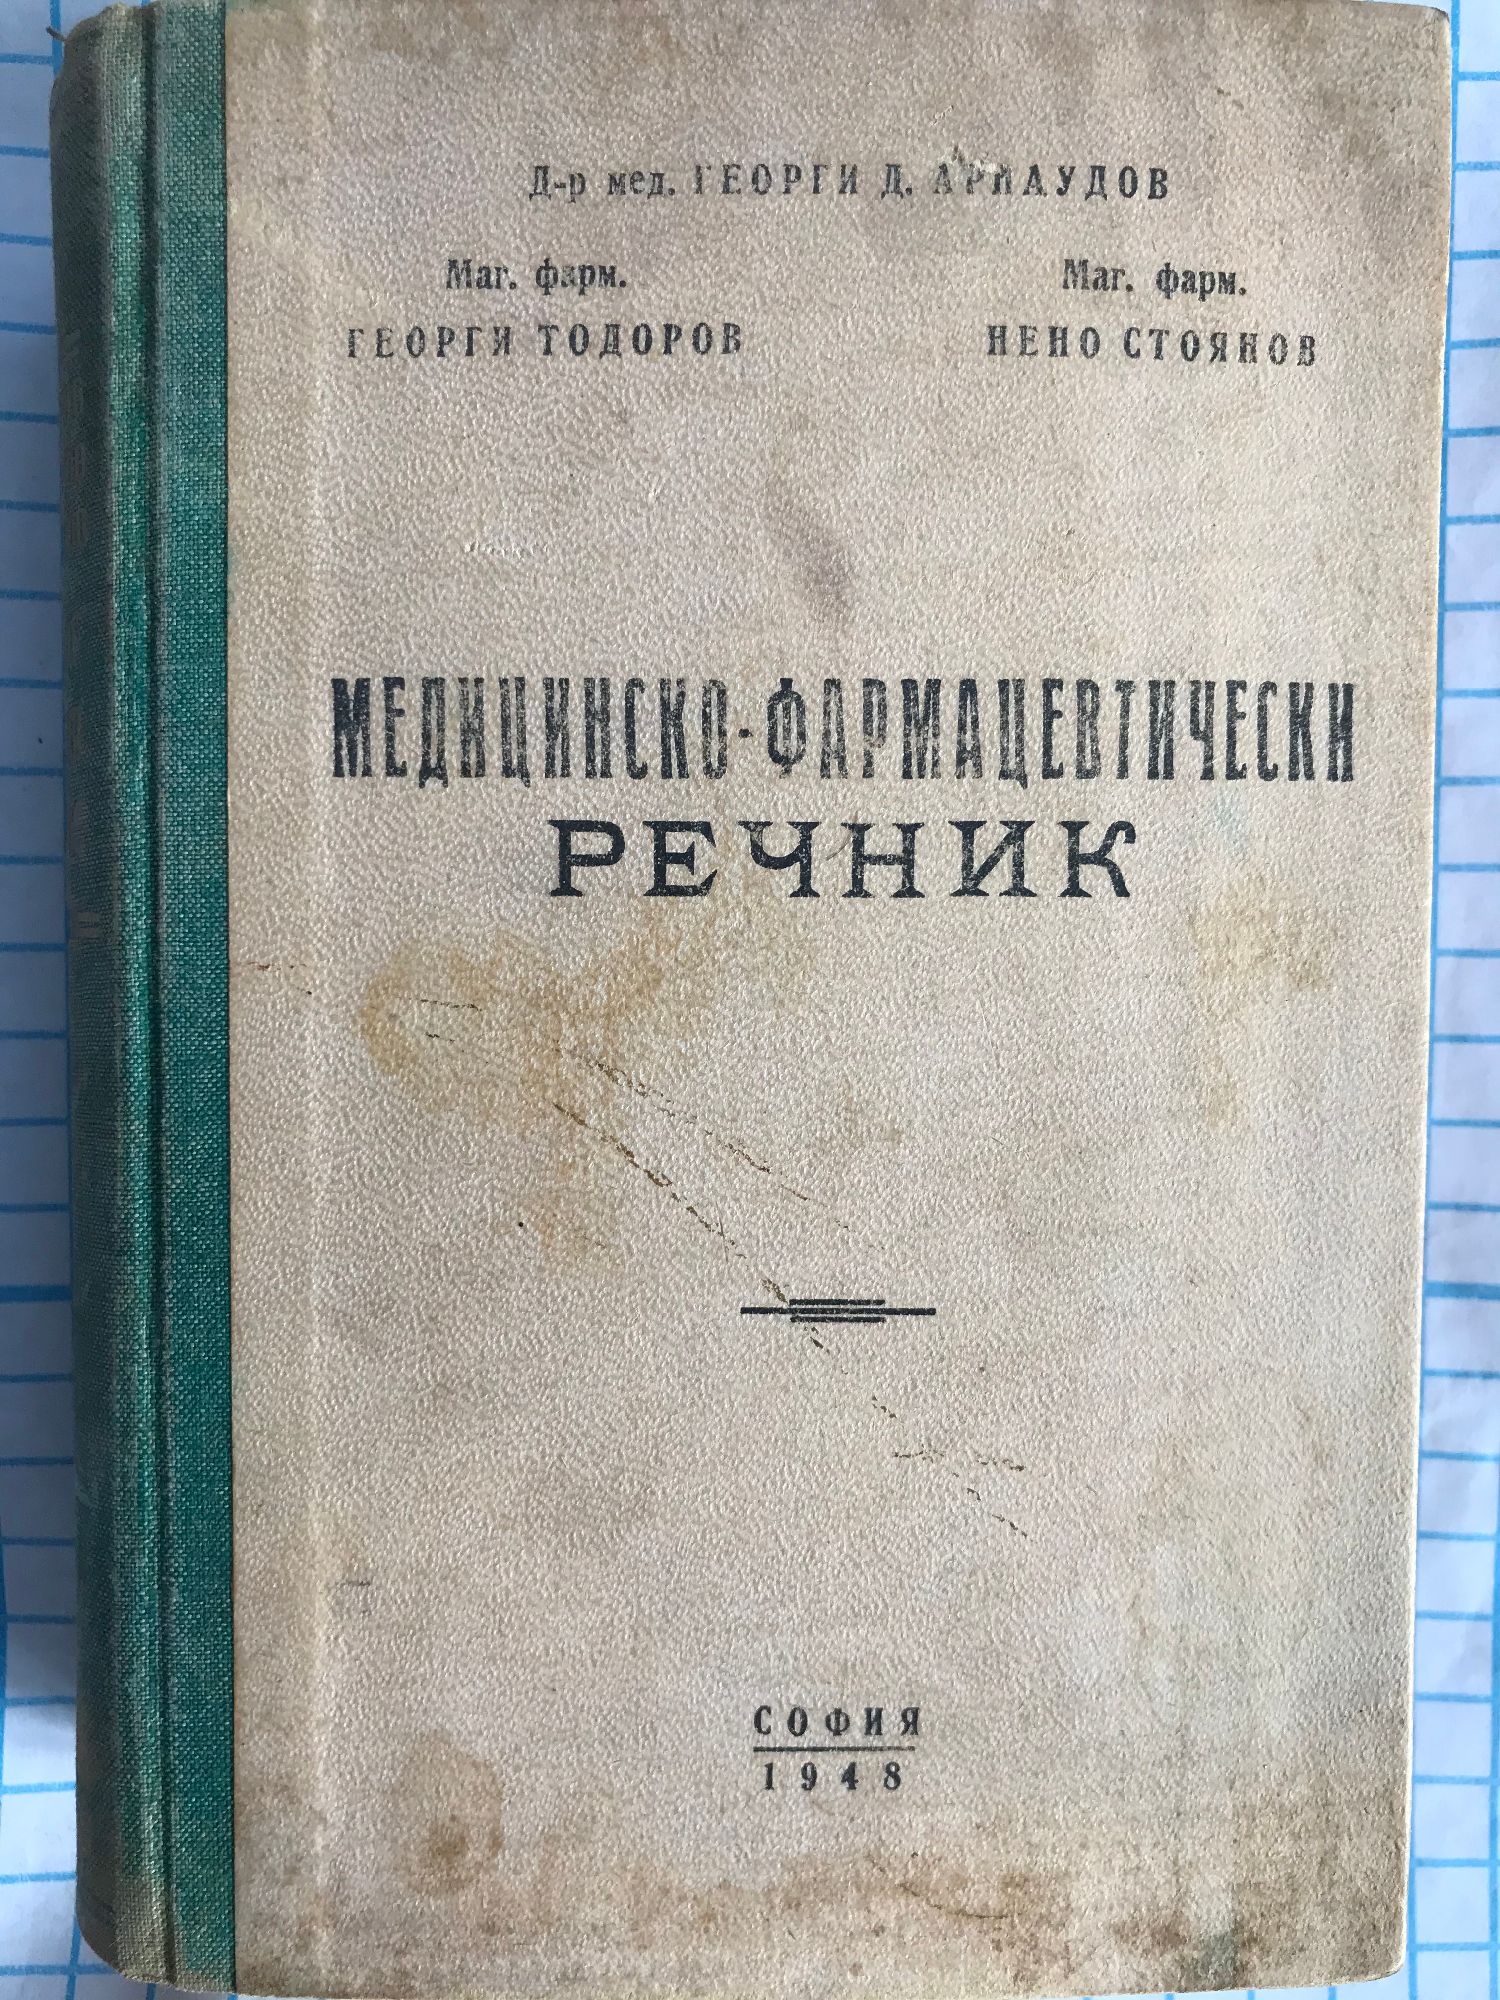 Д-р мед. ГЕОРГИ Д. АРНАУДОВ
Маг. фарм.
ГЕОРГИ ТОДОРОВ
Маг. фарм.
НЕНО СТОЯНОВ
МЕДИЦИНСКО-ФАРМАЦЕВТИЧЕСКИ
РЕЧНИК
СОФИЯ
1948